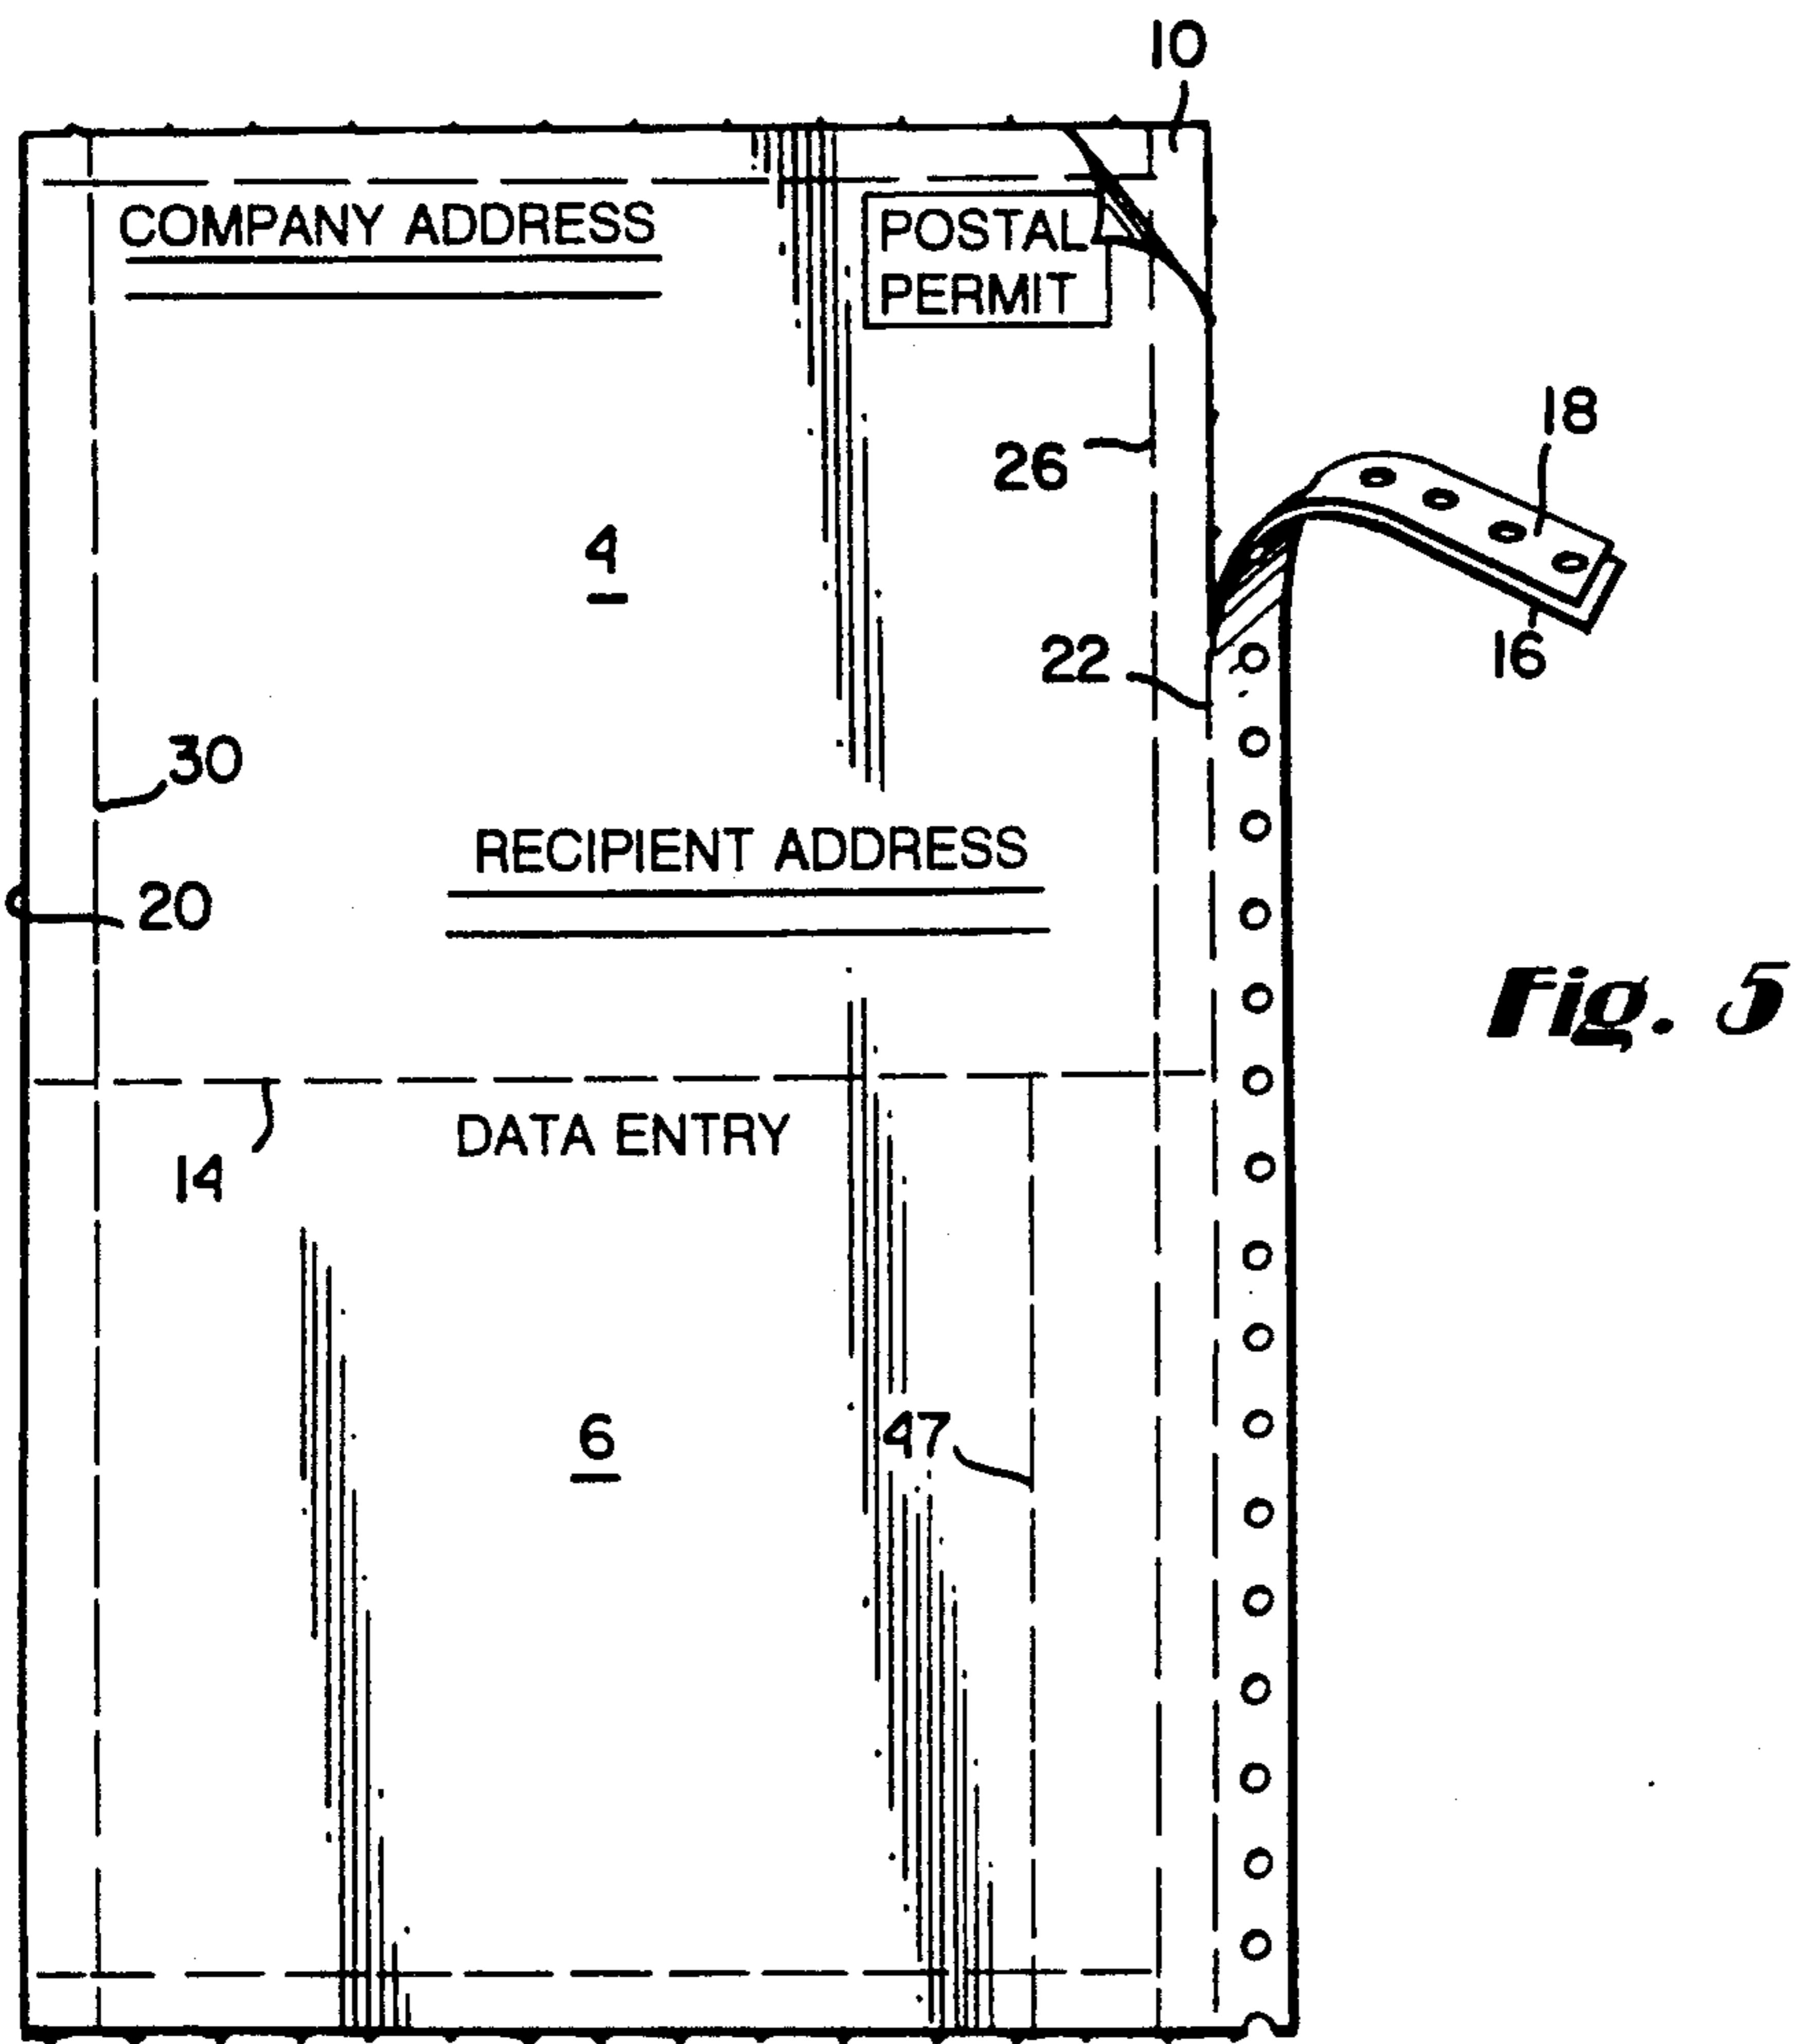 10
COMPANY ADDRESS
POSTAL
PERMIT
26
18
4
22
16
30
RECIPIENT ADDRESS
20
Fig. 5
14
DATA ENTRY
6
47